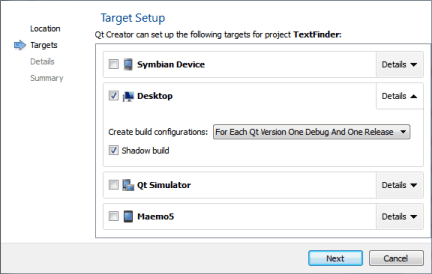 Location
Targets
Details
Summary
Target Setup
Qt Creator can set up the following targets for project TextFinder:
Symbian Device Details
Desktop Details
Create build configurations: For Each Qt Version One Debug And One Release
Shadow build
Qt Simulator Details
Maemo5 Details
Next Cancel